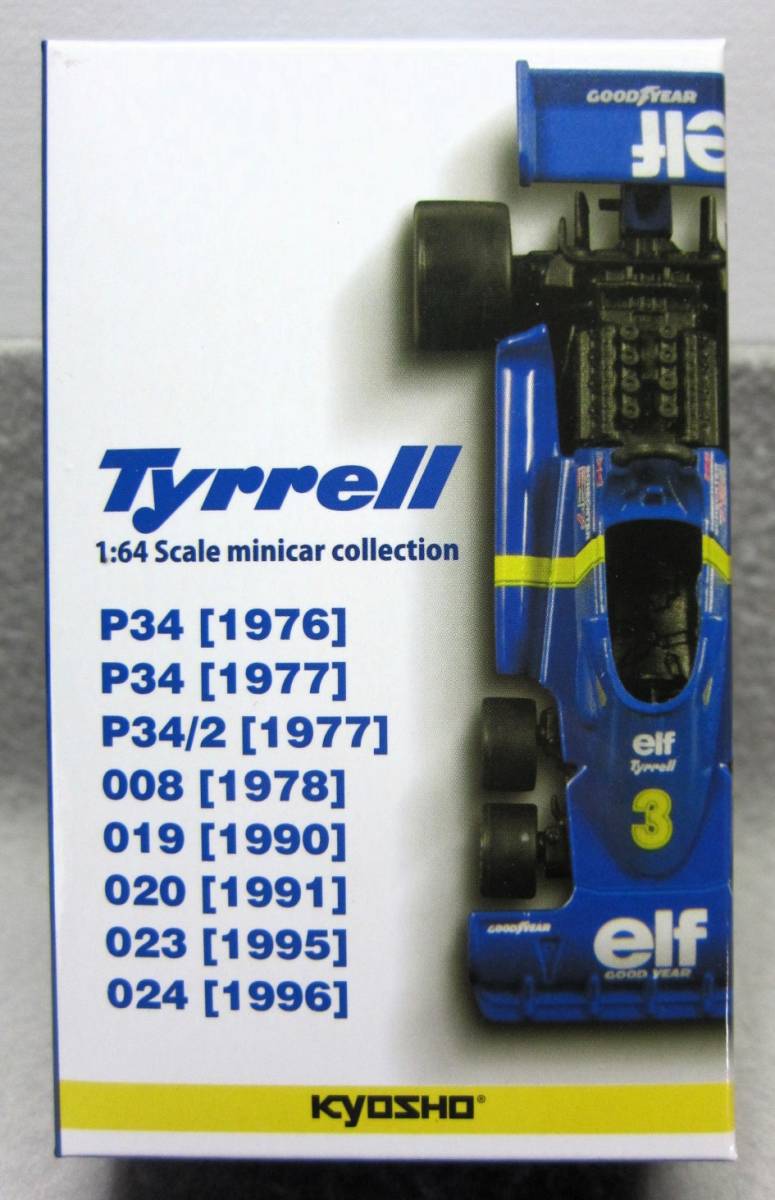 GOODYEAR
elf
Tyrrell
1:64 Scale minicar collection
P34 [1976]
P34 [1977]
P34/2 [1977]
008 [1978]
019 [1990]
020 [1991]
023 [1995]
024 [1996]
elf
Tyrrell
3
GOODYEAR
elf
GOOD YEAR
KYOSHO®